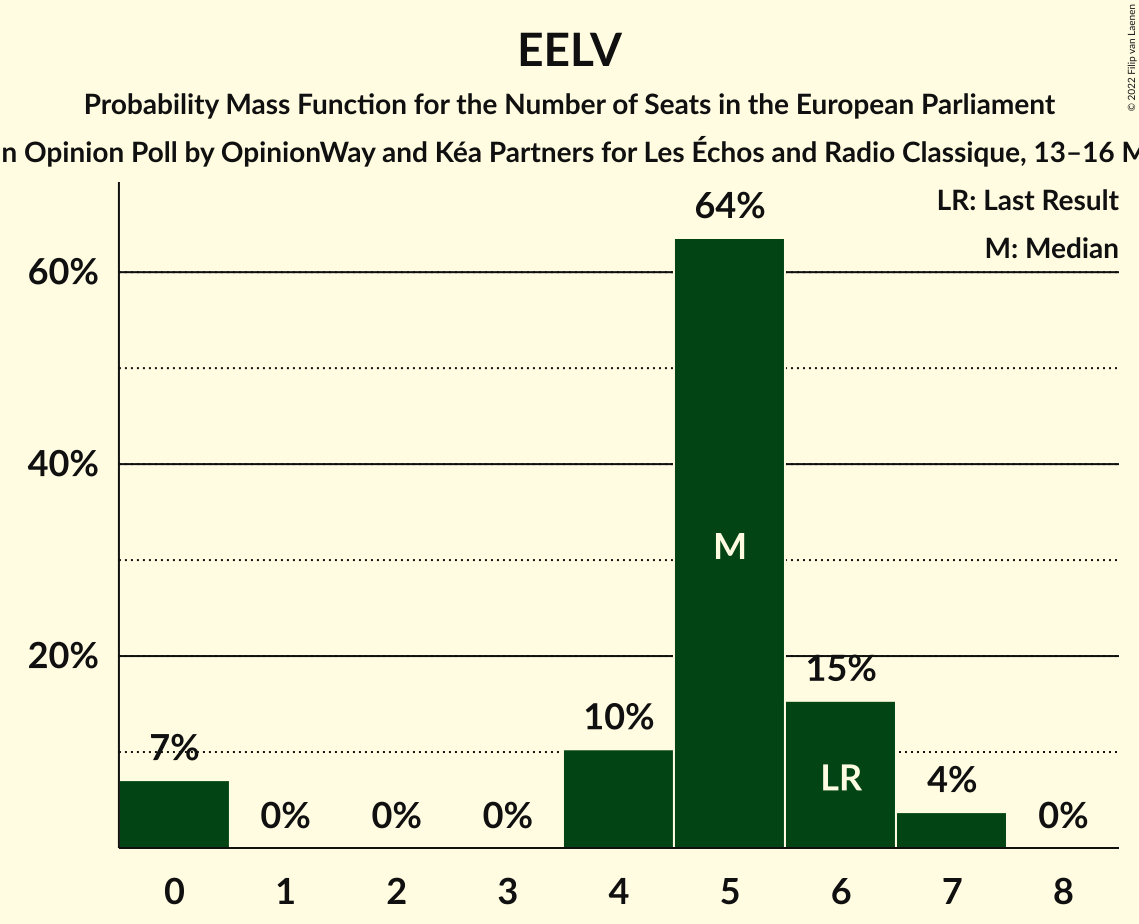 EELV
Probability Mass Function for the Number of Seats in the European Parliament
n Opinion Poll by OpinionWay and Kéa Partners for Les Échos and Radio Classique, 13–16 M
© 2022 Filip van Laenen
LR: Last Result
M: Median
60%
40%
20%
7%
0%
0%
0%
10%
64%
15%
4%
0%
M
LR
0 1 2 3 4 5 6 7 8